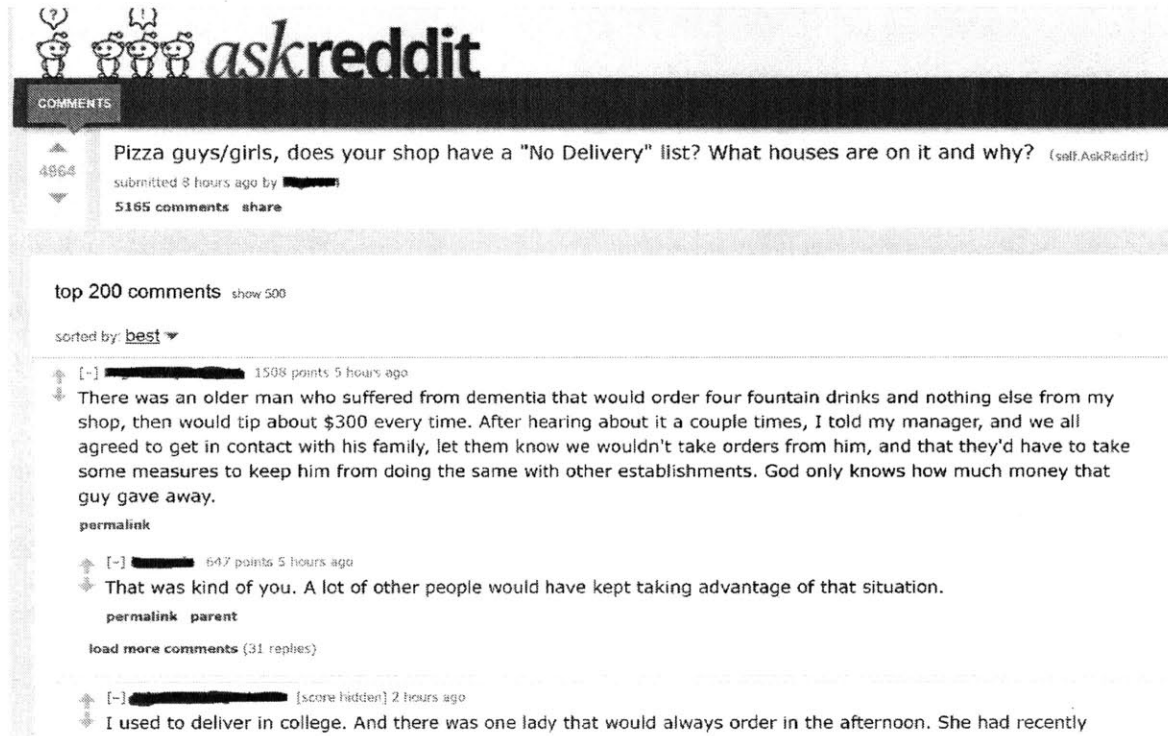 (?) (!)
askreddit
COMMENTS
Pizza guys/girls, does your shop have a "No Delivery" list? What houses are on it and why? (self.AskReddit)
4964
submitted 8 hours ago by
5165 comments share
top 200 comments show 500
sorted by: best
[-] 1508 points 5 hours ago
There was an older man who suffered from dementia that would order four fountain drinks and nothing else from my
shop, then would tip about $300 every time. After hearing about it a couple times, I told my manager, and we all
agreed to get in contact with his family, let them know we wouldn't take orders from him, and that they'd have to take
some measures to keep him from doing the same with other establishments. God only knows how much money that
guy gave away.
permalink
[-] 647 points 5 hours ago
That was kind of you. A lot of other people would have kept taking advantage of that situation.
permalink parent
load more comments (31 replies)
[-] [score hidden] 2 hours ago
I used to deliver in college. And there was one lady that would always order in the afternoon. She had recently